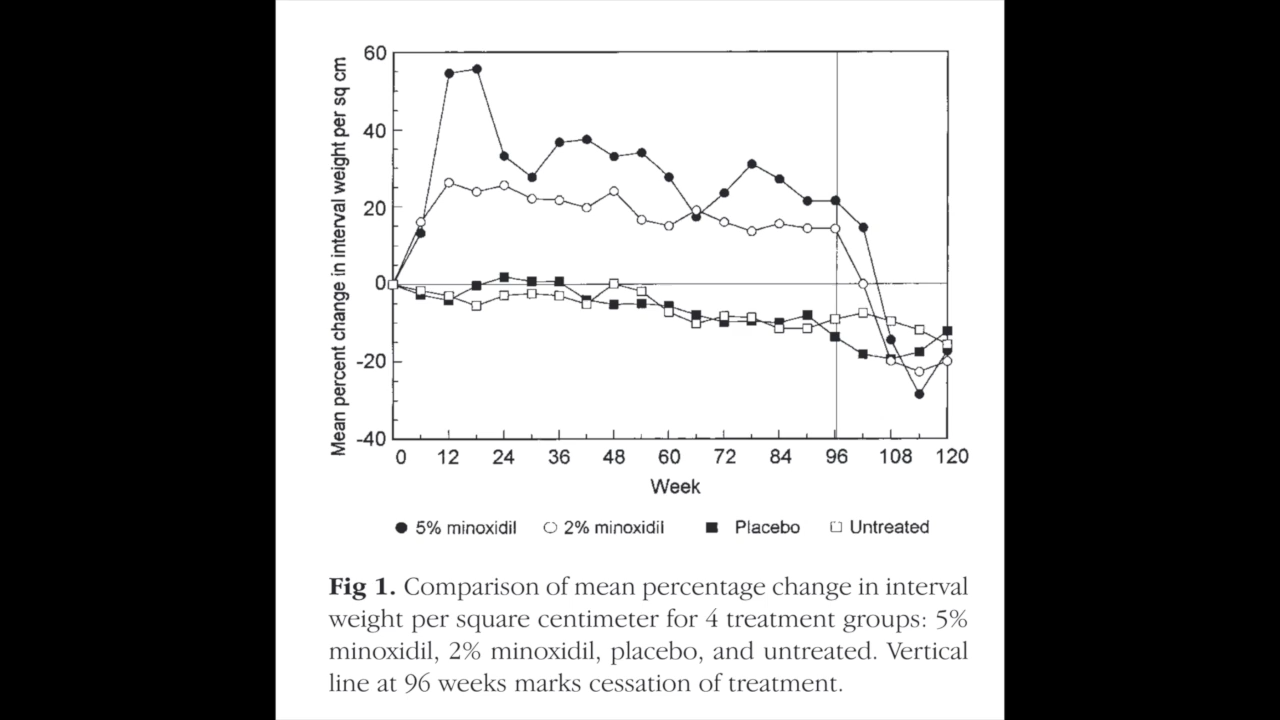 Mean percent change in interval weight per sq cm
60
40
20
0
-20
-40
0 12 24 36 48 60 72 84 96 108 120
Week
5% minoxidil 2% minoxidil Placebo Untreated
Fig 1. Comparison of mean percentage change in interval
weight per square centimeter for 4 treatment groups: 5%
minoxidil, 2% minoxidil, placebo, and untreated. Vertical
line at 96 weeks marks cessation of treatment.